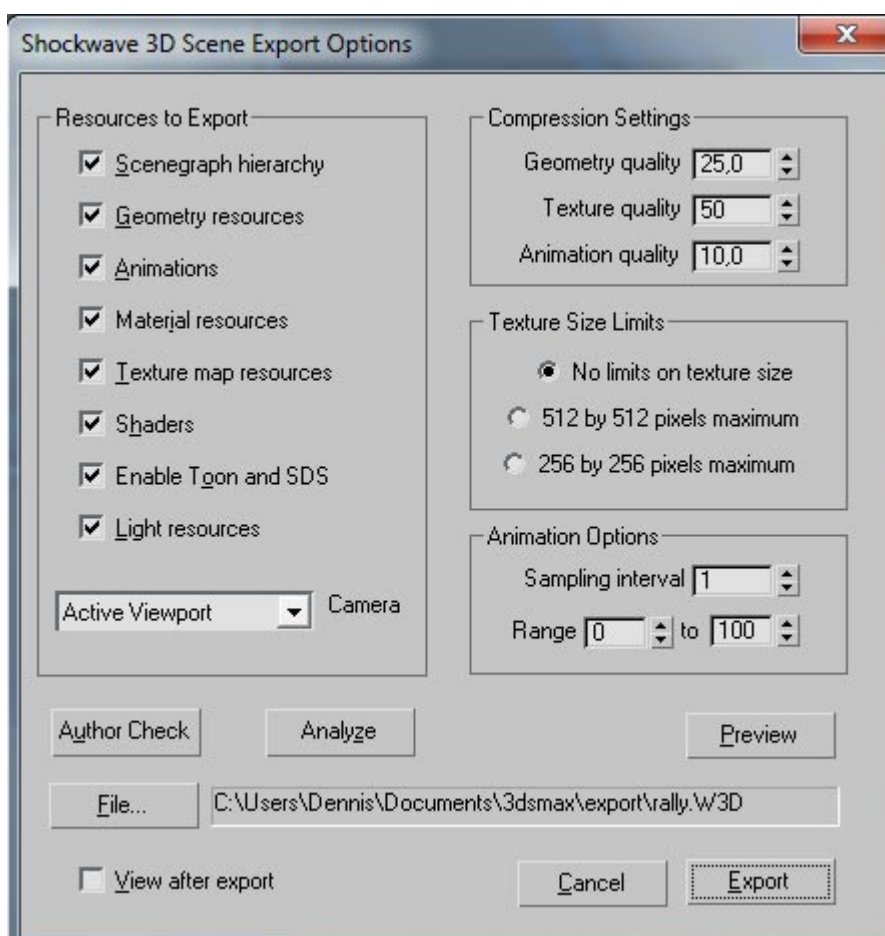 Shockwave 3D Scene Export Options
Resources to Export
Scenegraph hierarchy
Geometry resources
Animations
Material resources
Texture map resources
Shaders
Enable Toon and SDS
Light resources
Active Viewport Camera
Compression Settings
Geometry quality 25,0
Texture quality 50
Animation quality 10,0
Texture Size Limits
No limits on texture size
512 by 512 pixels maximum
256 by 256 pixels maximum
Animation Options
Sampling interval 1
Range 0 to 100
Author Check Analyze Preview
File... C:\Users\Dennis\Documents\3dsmax\export\rally.W3D
View after export Cancel Export